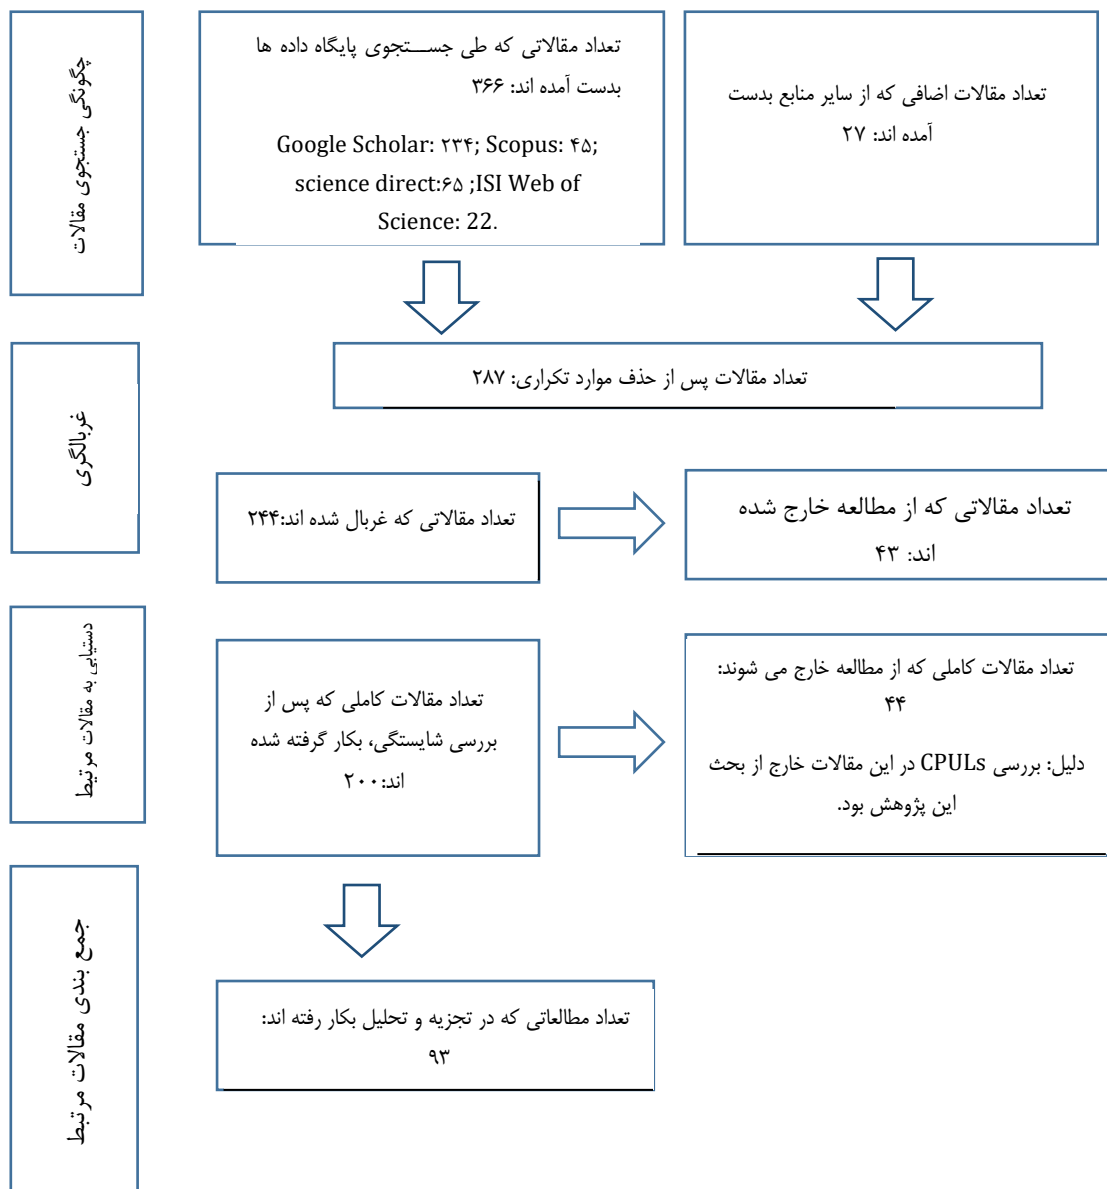 چگونگی جستجوی مقالات
تعداد مقالاتی که طی جستجوی پایگاه داده ها
بدست آمده اند: ۳۶۶
Google Scholar: ۲۳۴; Scopus: ۴۵;
science direct:۶۵ ;ISI Web of
Science: 22.
تعداد مقالات اضافی که از سایر منابع بدست
آمده اند: ۲۷
غربالگری
تعداد مقالات پس از حذف موارد تکراری: ۲۸۷
تعداد مقالاتی که غربال شده اند:۲۴۴
تعداد مقالاتی که از مطالعه خارج شده
اند: ۴۳
دستیابی به مقالات مرتبط
تعداد مقالات کاملی که پس از
بررسی شایستگی، بکار گرفته شده
اند:۲۰۰
تعداد مقالات کاملی که از مطالعه خارج می شوند:
۴۴
دلیل: بررسی CPULs در این مقالات خارج از بحث
این پژوهش بود.
جمع بندی مقالات مرتبط
تعداد مطالعاتی که در تجزیه و تحلیل بکار رفته اند:
۹۳